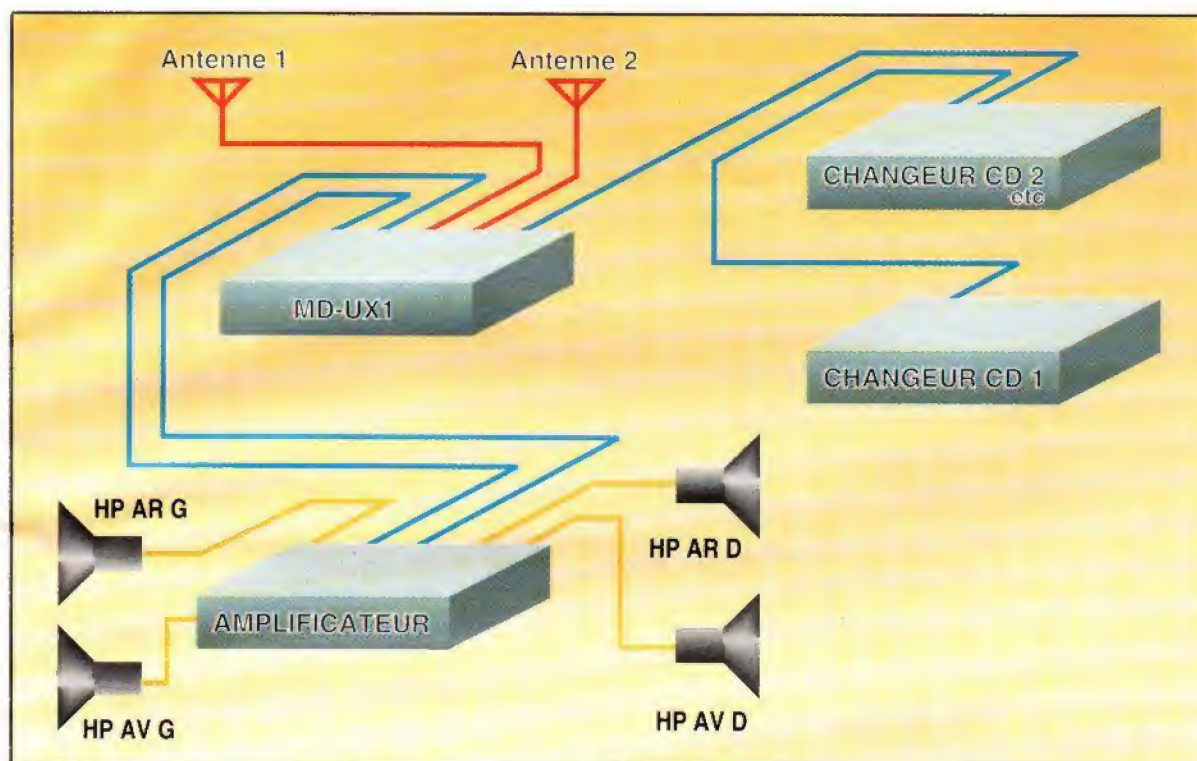 Antenne 1
Antenne 2
CHANGEUR CD 2
etc
MD-UX1
CHANGEUR CD 1
HP AR G
HP AR D
AMPLIFICATEUR
HP AV G
HP AV D